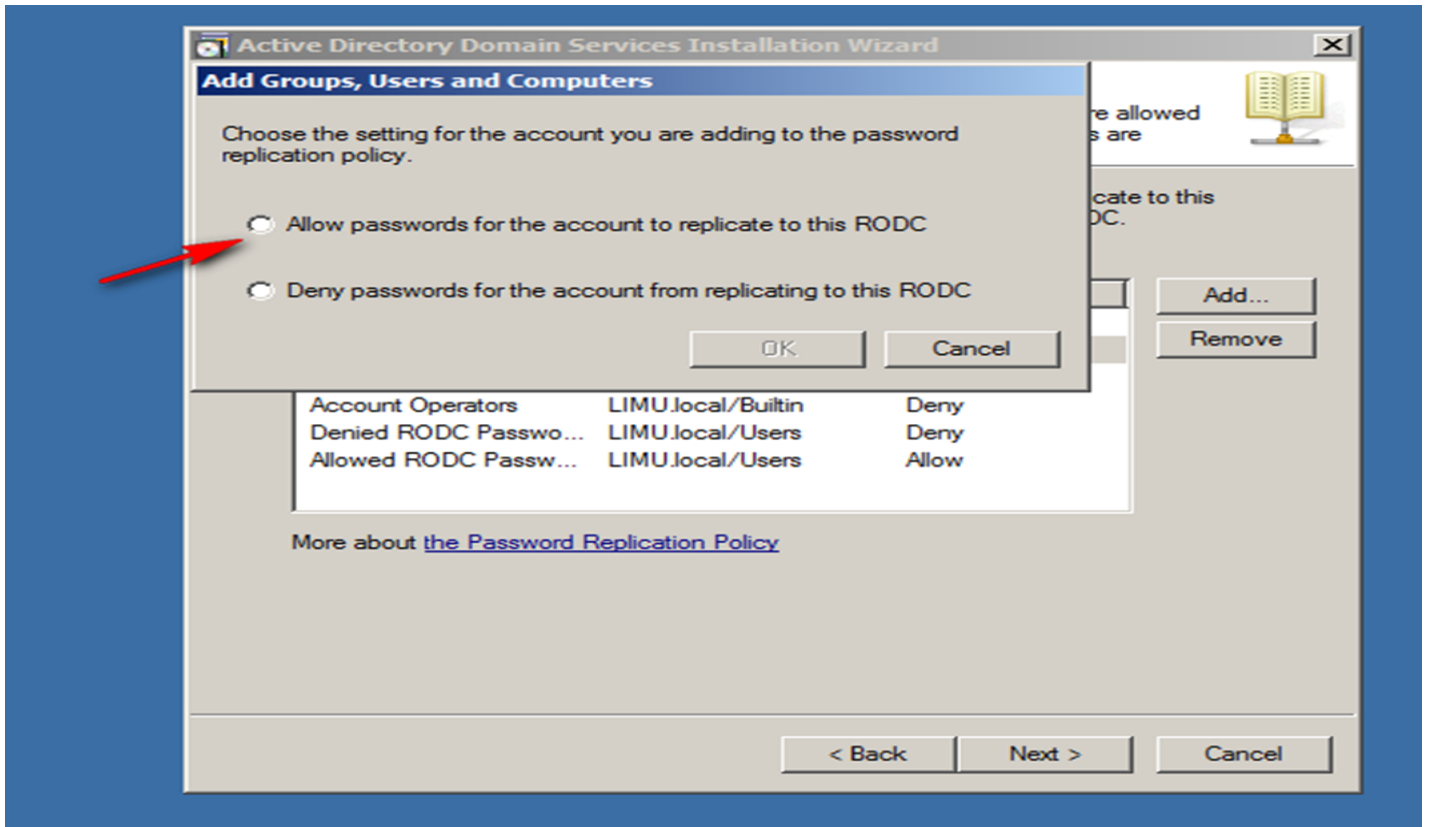 Active Directory Domain Services Installation Wizard
Add Groups, Users and Computers
Choose the setting for the account you are adding to the password
replication policy.
re allowed
s are
Allow passwords for the account to replicate to this RODC
cate to this
DC.
Deny passwords for the account from replicating to this RODC
Add...
OK Cancel
Remove
Account Operators LIMU.local/Builtin Deny
Denied RODC Passwo... LIMU.local/Users Deny
Allowed RODC Passw... LIMU.local/Users Allow
More about the Password Replication Policy
< Back Next > Cancel